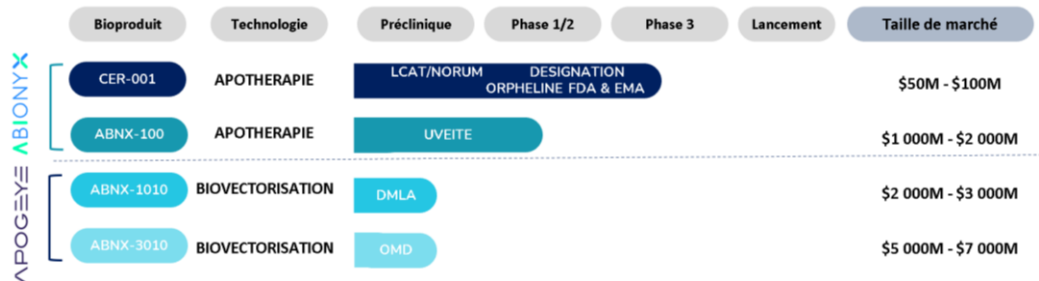 Bioproduit Technologie Préclinique Phase 1/2 Phase 3 Lancement Taille de marché
ABIONYX
CER-001 APOTHERAPIE LCAT/NORUM DESIGNATION
ORPHELINE FDA & EMA $50M - $100M
ABNX-100 APOTHERAPIE UVEITE $1 000M - $2 000M
APOGEYE
ABNX-1010 BIOVECTORISATION DMLA $2 000M - $3 000M
ABNX-3010 BIOVECTORISATION OMD $5 000M - $7 000M